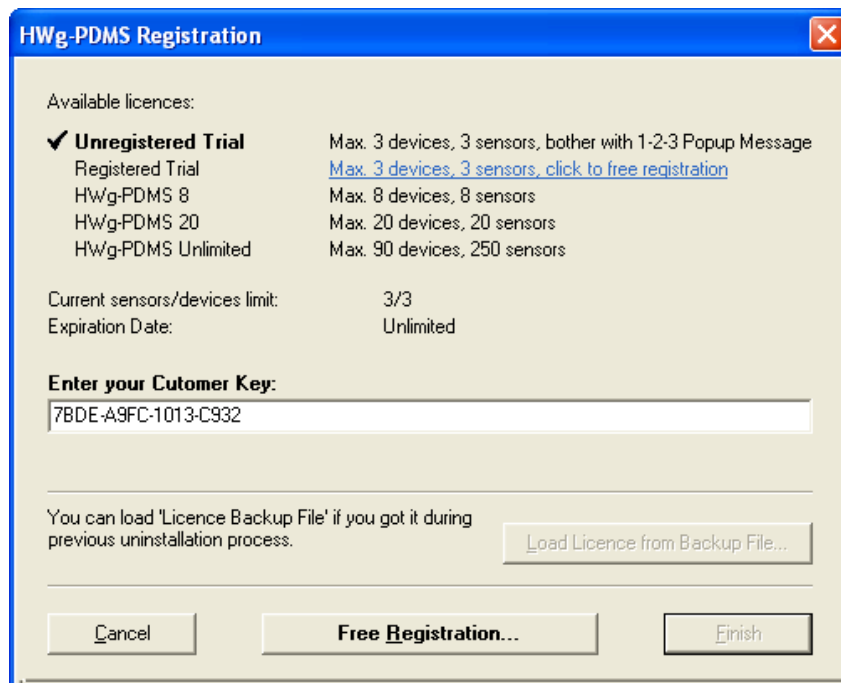 HWg-PDMS Registration
Available licences:
Unregistered Trial Max. 3 devices, 3 sensors, bother with 1-2-3 Popup Message
Registered Trial Max. 3 devices, 3 sensors, click to free registration
HWg-PDMS 8 Max. 8 devices, 8 sensors
HWg-PDMS 20 Max. 20 devices, 20 sensors
HWg-PDMS Unlimited Max. 90 devices, 250 sensors
Current sensors/devices limit: 3/3
Expiration Date: Unlimited
Enter your Cutomer Key:
7BDE-A9FC-1013-C932
You can load 'Licence Backup File' if you got it during
previous uninstallation process.
Load Licence from Backup File...
Cancel Free Registration... Finish